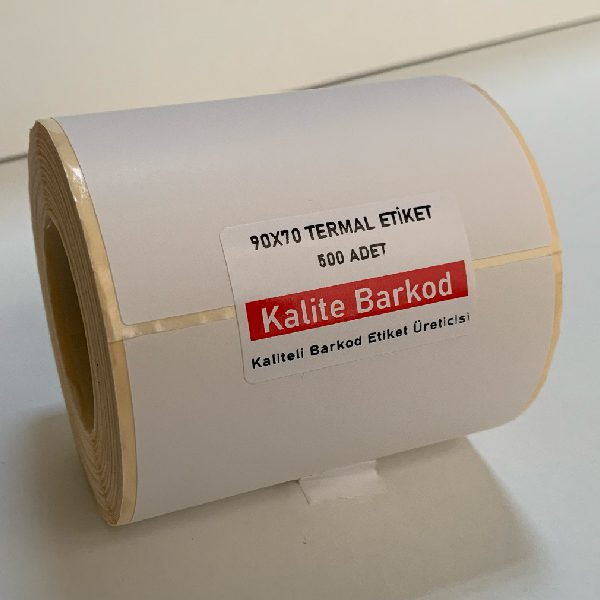 90X70 TERMAL ETİKET
500 ADET
Kalite Barkod
Kaliteli Barkod Etiket Üreticisi